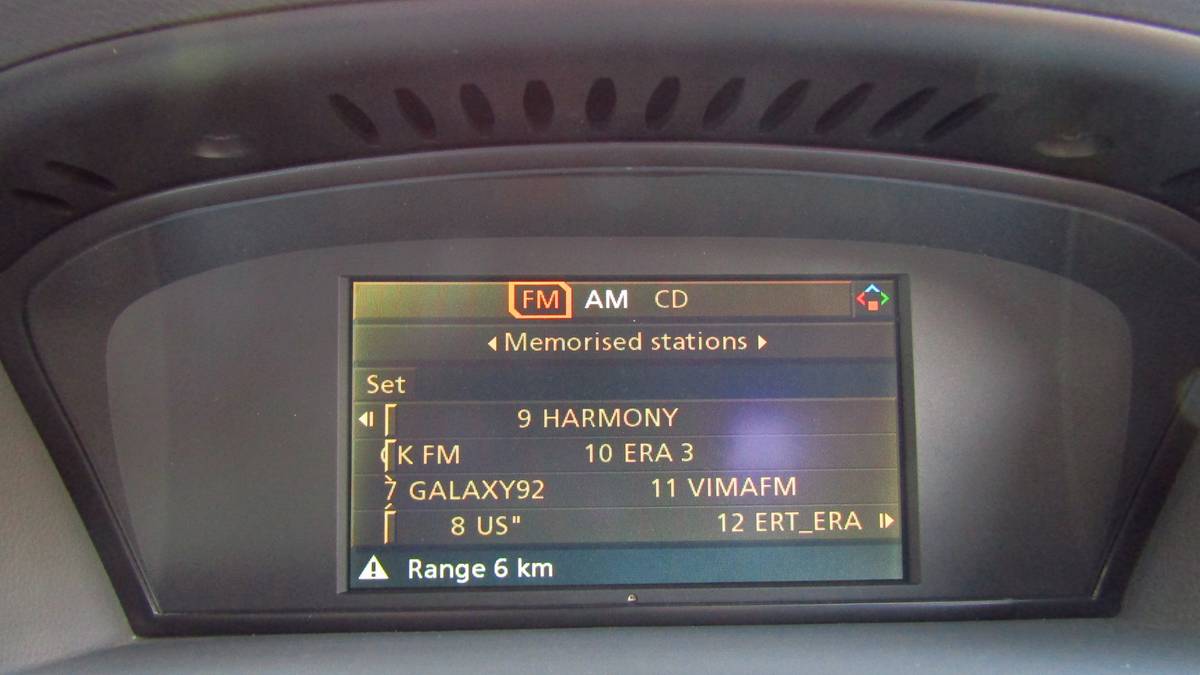 FM AM CD
Memorised stations
Set
9 HARMONY
K FM 10 ERA 3
7 GALAXY92 11 VIMAFM
8 US" 12 ERT_ERA
Range 6 km